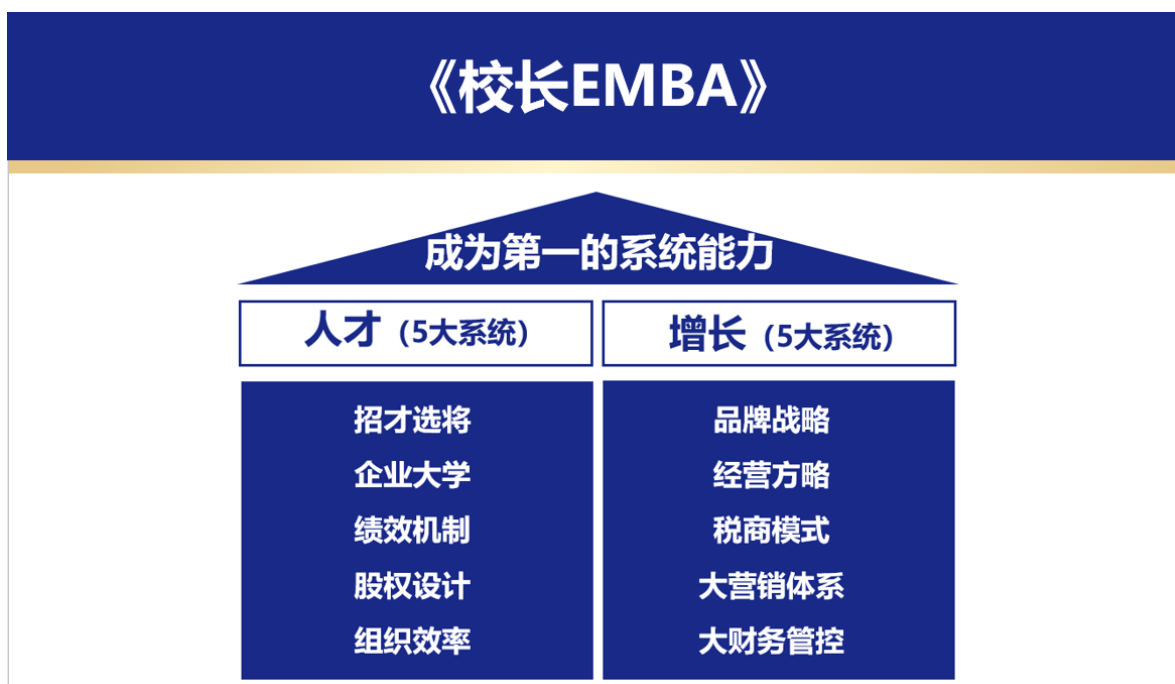 《校长EMBA》
成为第一的系统能力
人才（5大系统）
增长（5大系统）
招才选将
企业大学
绩效机制
股权设计
组织效率
品牌战略
经营方略
税商模式
大营销体系
大财务管控